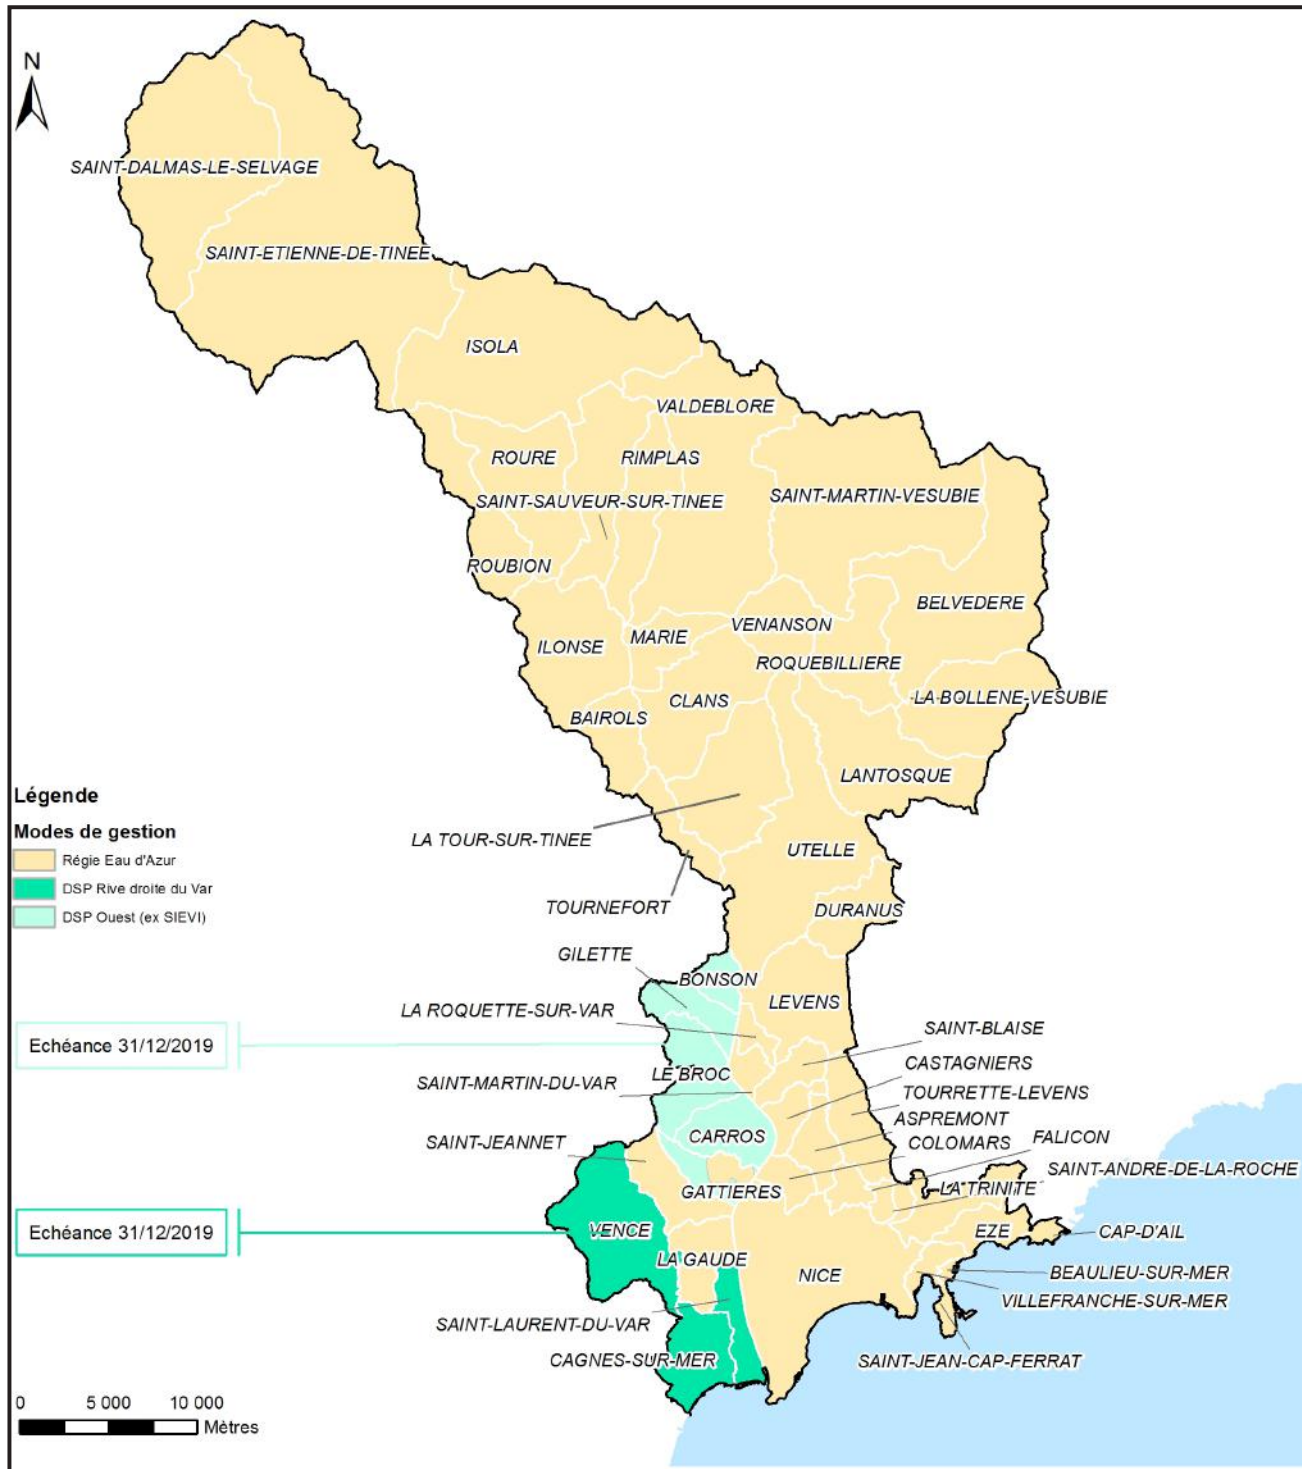 N
SAINT-DALMAS-LE-SELVAGE
SAINT-ETIENNE-DE-TINEE
ISOLA
VALDEBLORE
ROURE
RIMPLAS
SAINT-SAUVEUR-SUR-TINEE
SAINT-MARTIN-VESUBIE
ROUBION
BELVEDERE
VENANSON
MARIE
ILONSE
ROQUEBILLIERE
CLANS
LA-BOLLENE-VESUBIE
BAIROLS
LANTOSQUE
Légende
Modes de gestion
Régie Eau d'Azur
DSP Rive droite du Var
DSP Ouest (ex SIEVI)
LA TOUR-SUR-TINEE
UTELLE
TOURNEFORT
DURANUS
GILETTE
BONSON
LEVENS
LA ROQUETTE-SUR-VAR
SAINT-BLAISE
Echéance 31/12/2019
CASTAGNIERS
LE BROC
SAINT-MARTIN-DU-VAR
TOURRETTE-LEVENS
ASPREMONT
CARROS
SAINT-JEANNET
COLOMARS
FALICON
SAINT-ANDRE-DE-LA-ROCHE
GATTIERES
LA TRINITE
Echéance 31/12/2019
VENCE
EZE
CAP-D'AIL
LA GAUDE
NICE
BEAULIEU-SUR-MER
VILLEFRANCHE-SUR-MER
SAINT-LAURENT-DU-VAR
CAGNES-SUR-MER
SAINT-JEAN-CAP-FERRAT
0 5 000 10 000
Mètres